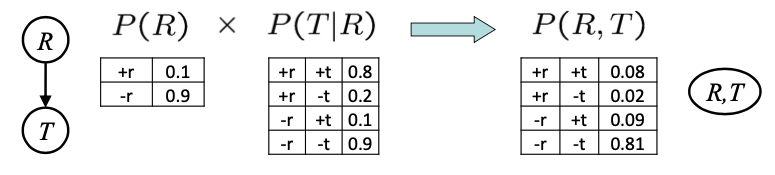 R
T
P(R) × P(T|R) P(R, T)
+r 0.1
-r 0.9
+r +t 0.8
+r -t 0.2
-r +t 0.1
-r -t 0.9
+r +t 0.08
+r -t 0.02
-r +t 0.09
-r -t 0.81
R,T